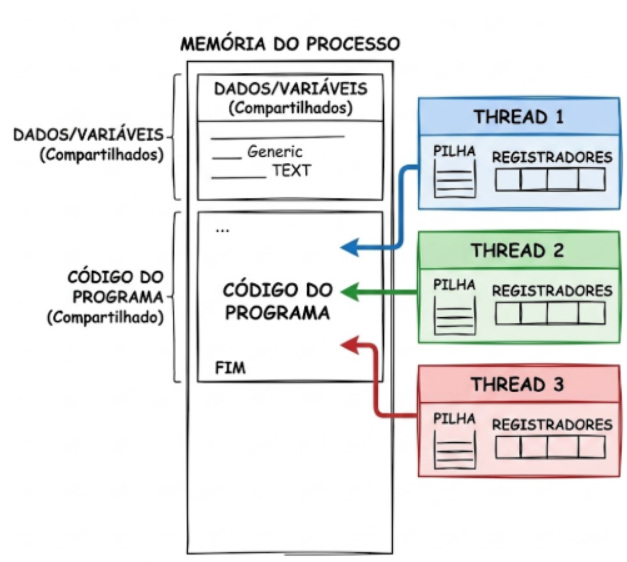 MEMÓRIA DO PROCESSO
DADOS/VARIÁVEIS
(Compartilhados)
DADOS/VARIÁVEIS
(Compartilhados)
Generic
TEXT
CÓDIGO DO
PROGRAMA
(Compartilhado)
...
CÓDIGO DO
PROGRAMA
FIM
THREAD 1
PILHA
REGISTRADORES
THREAD 2
PILHA
REGISTRADORES
THREAD 3
PILHA
REGISTRADORES